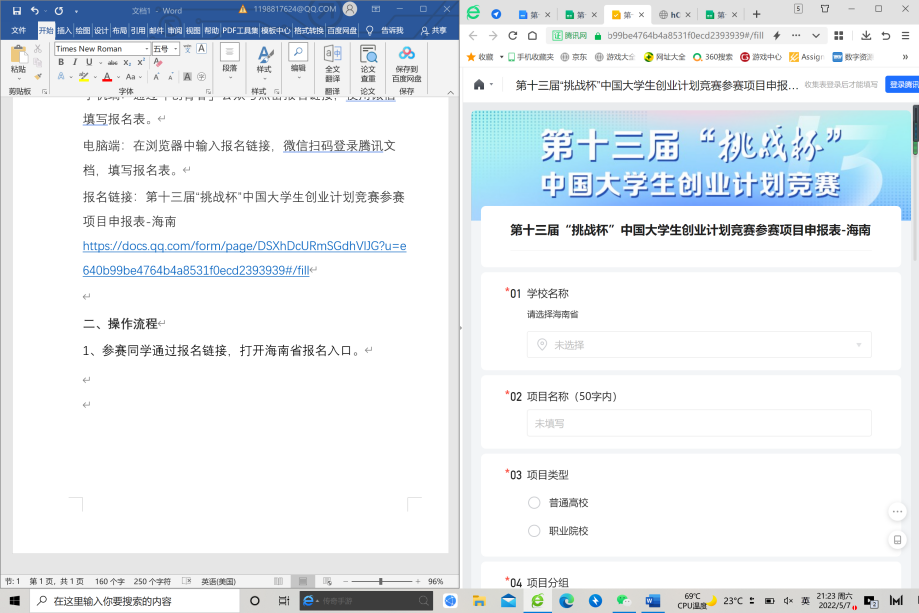 文档1 - Word
1198817624@QQ.COM
文件 开始 插入 绘图 设计 布局 引用 邮件 审阅 视图 帮助 PDF工具集 模板中心 格式转换 百度网盘 告诉我 共享
Times New Roman 五号
粘贴 段落 样式 编辑 全文翻译 论文查重 保存到百度网盘
剪贴板 字体 样式 翻译 论文 保存
填写报名表。
电脑端：在浏览器中输入报名链接，微信扫码登录腾讯文
档，填写报名表。
报名链接：第十三届“挑战杯”中国大学生创业计划竞赛参赛
项目申报表-海南
https://docs.qq.com/form/page/DSXhDcURmSGdhVlJG?u=e
640b99be4764b4a8531f0ecd2393939#/fill
二、操作流程
1、参赛同学通过报名链接，打开海南省报名入口。
节: 1 第 1 页，共 1 页 160 个字 250 个字符 英语(美国) 96%
第· 第· 第· hC 第·
腾讯网 b99be4764b4a8531f0ecd2393939#/fill
收藏 手机收藏夹 京东 游戏大全 网址大全 360搜索 游戏中心 Assign 数字资源
第十三届“挑战杯”中国大学生创业计划竞赛参赛项目申报... 收集表登录后才能填写 登录腾讯
第十三届“挑战杯”
中国大学生创业计划竞赛
第十三届“挑战杯”中国大学生创业计划竞赛参赛项目申报表-海南
*01 学校名称
请选择海南省
未选择
*02 项目名称（50字内）
未填写
*03 项目类型
普通高校
职业院校
*04 项目分组
在这里输入你要搜索的内容
传奇手游
69℃
CPU温度
23°C
英
21:23 周六
2022/5/7